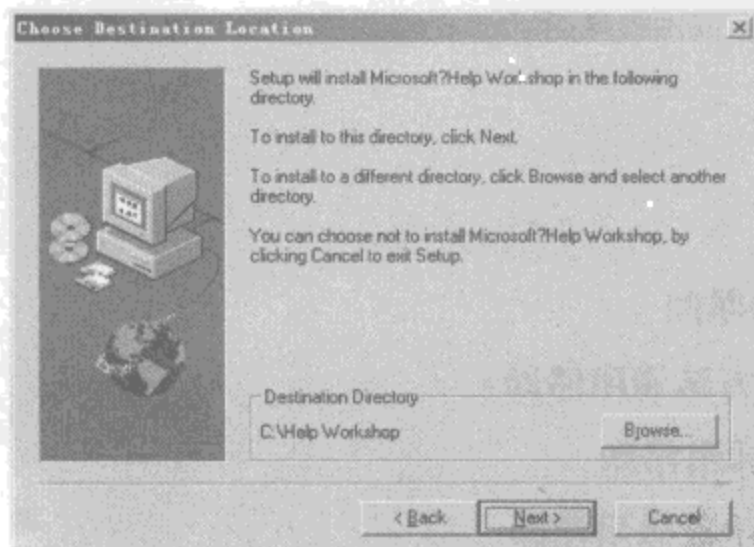 Choose Destination Location
Setup will install Microsoft?Help Workshop in the following
directory.
To install to this directory, click Next.
To install to a different directory, click Browse and select another
directory.
You can choose not to install Microsoft?Help Workshop, by
clicking Cancel to exit Setup.
Destination Directory
C:\Help Workshop
Browse...
< Back
Next >
Cancel